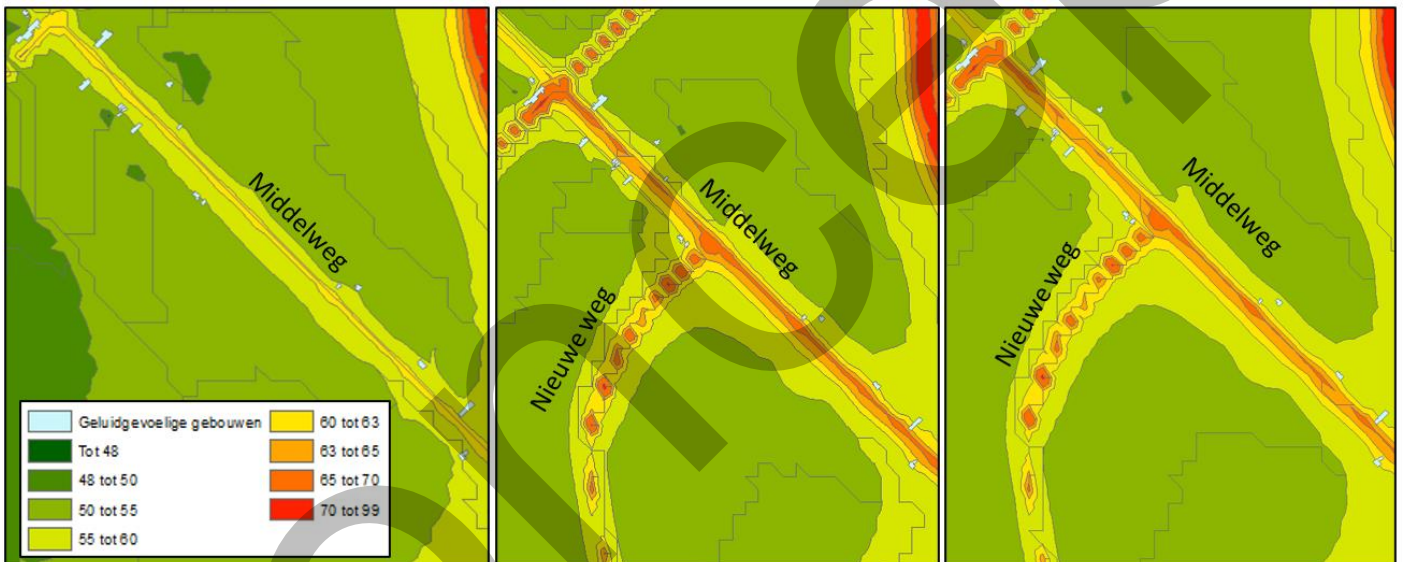 Middelweg
Geluidgevoelige gebouwen
Tot 48
48 tot 50
50 tot 55
55 tot 60
60 tot 63
63 tot 65
65 tot 70
70 tot 99
Middelweg
Nieuwe weg
Middelweg
Nieuwe weg